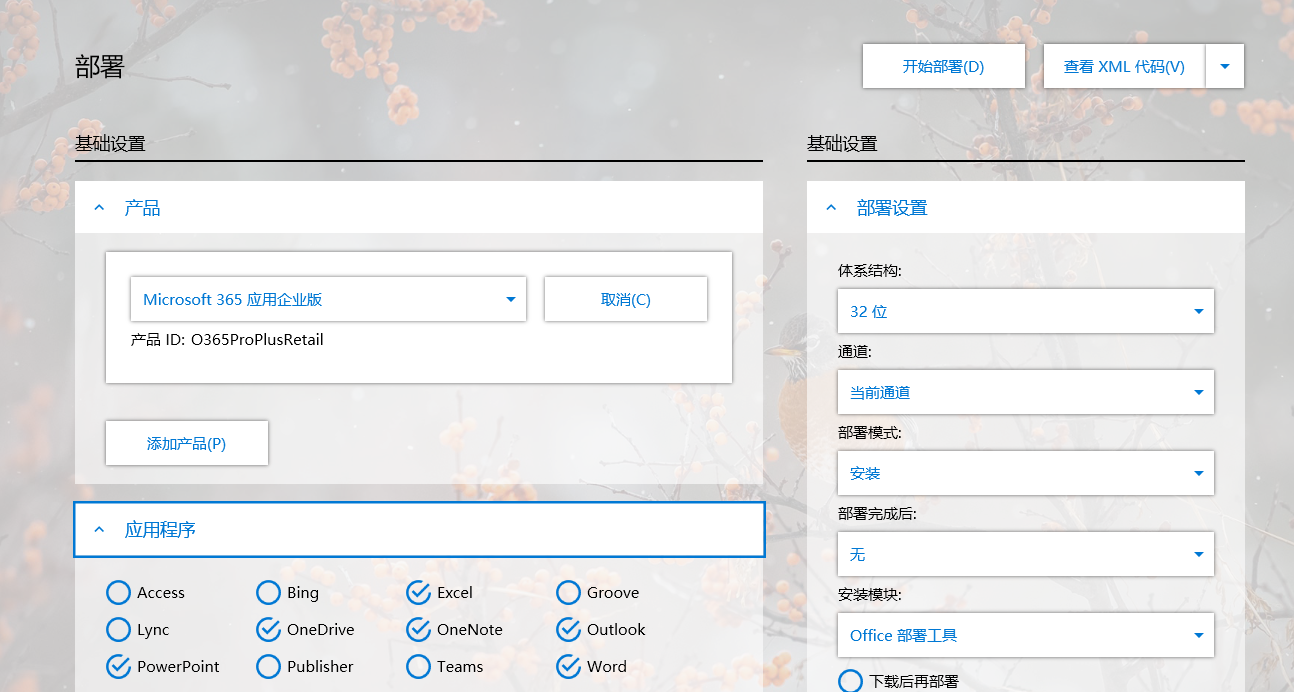 部署
开始部署(D)
查看 XML 代码(V)
基础设置
产品
Microsoft 365 应用企业版
取消(C)
产品 ID: O365ProPlusRetail
添加产品(P)
应用程序
Access
Bing
Excel
Groove
Lync
OneDrive
OneNote
Outlook
PowerPoint
Publisher
Teams
Word
基础设置
部署设置
体系结构:
32 位
通道:
当前通道
部署模式:
安装
部署完成后:
无
安装模块:
Office 部署工具
下载后再部署